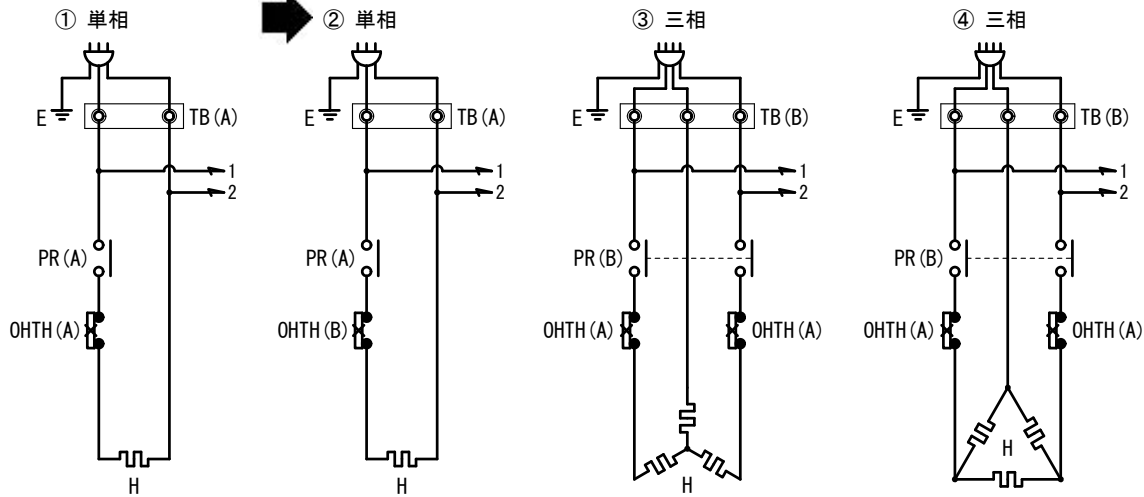 ① 単相 ② 単相 ③ 三相 ④ 三相
E TB(A) E TB(A) E TB(B) E TB(B)
1 1 1 1
2 2 2 2
PR(A) PR(A) PR(B) PR(B)
OHTH(A) OHTH(B) OHTH(A) OHTH(A) OHTH(A) OHTH(A)
H H H H